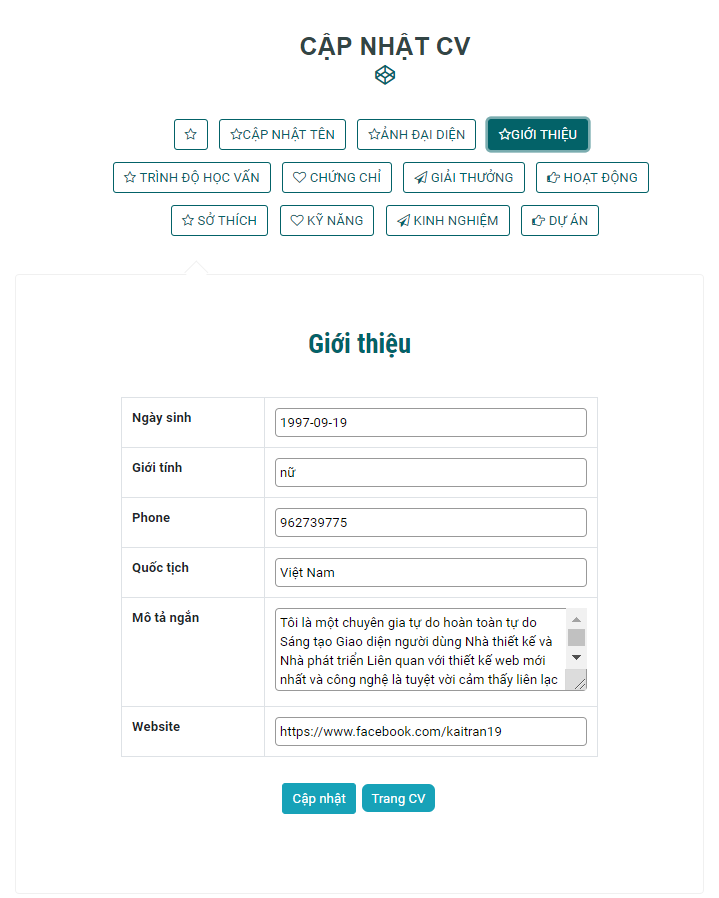 CẬP NHẬT CV
CẬP NHẬT TÊN ẢNH ĐẠI DIỆN GIỚI THIỆU
TRÌNH ĐỘ HỌC VẤN CHỨNG CHỈ GIẢI THƯỞNG HOẠT ĐỘNG
SỞ THÍCH KỸ NĂNG KINH NGHIỆM DỰ ÁN
Giới thiệu
Ngày sinh 1997-09-19
Giới tính nữ
Phone 962739775
Quốc tịch Việt Nam
Mô tả ngắn Tôi là một chuyên gia tự do hoàn toàn tự do
Sáng tạo Giao diện người dùng Nhà thiết kế và
Nhà phát triển Liên quan với thiết kế web mới
nhất và công nghệ là tuyệt vời cảm thấy liên lạc
Website https://www.facebook.com/kaitran19
Cập nhật Trang CV